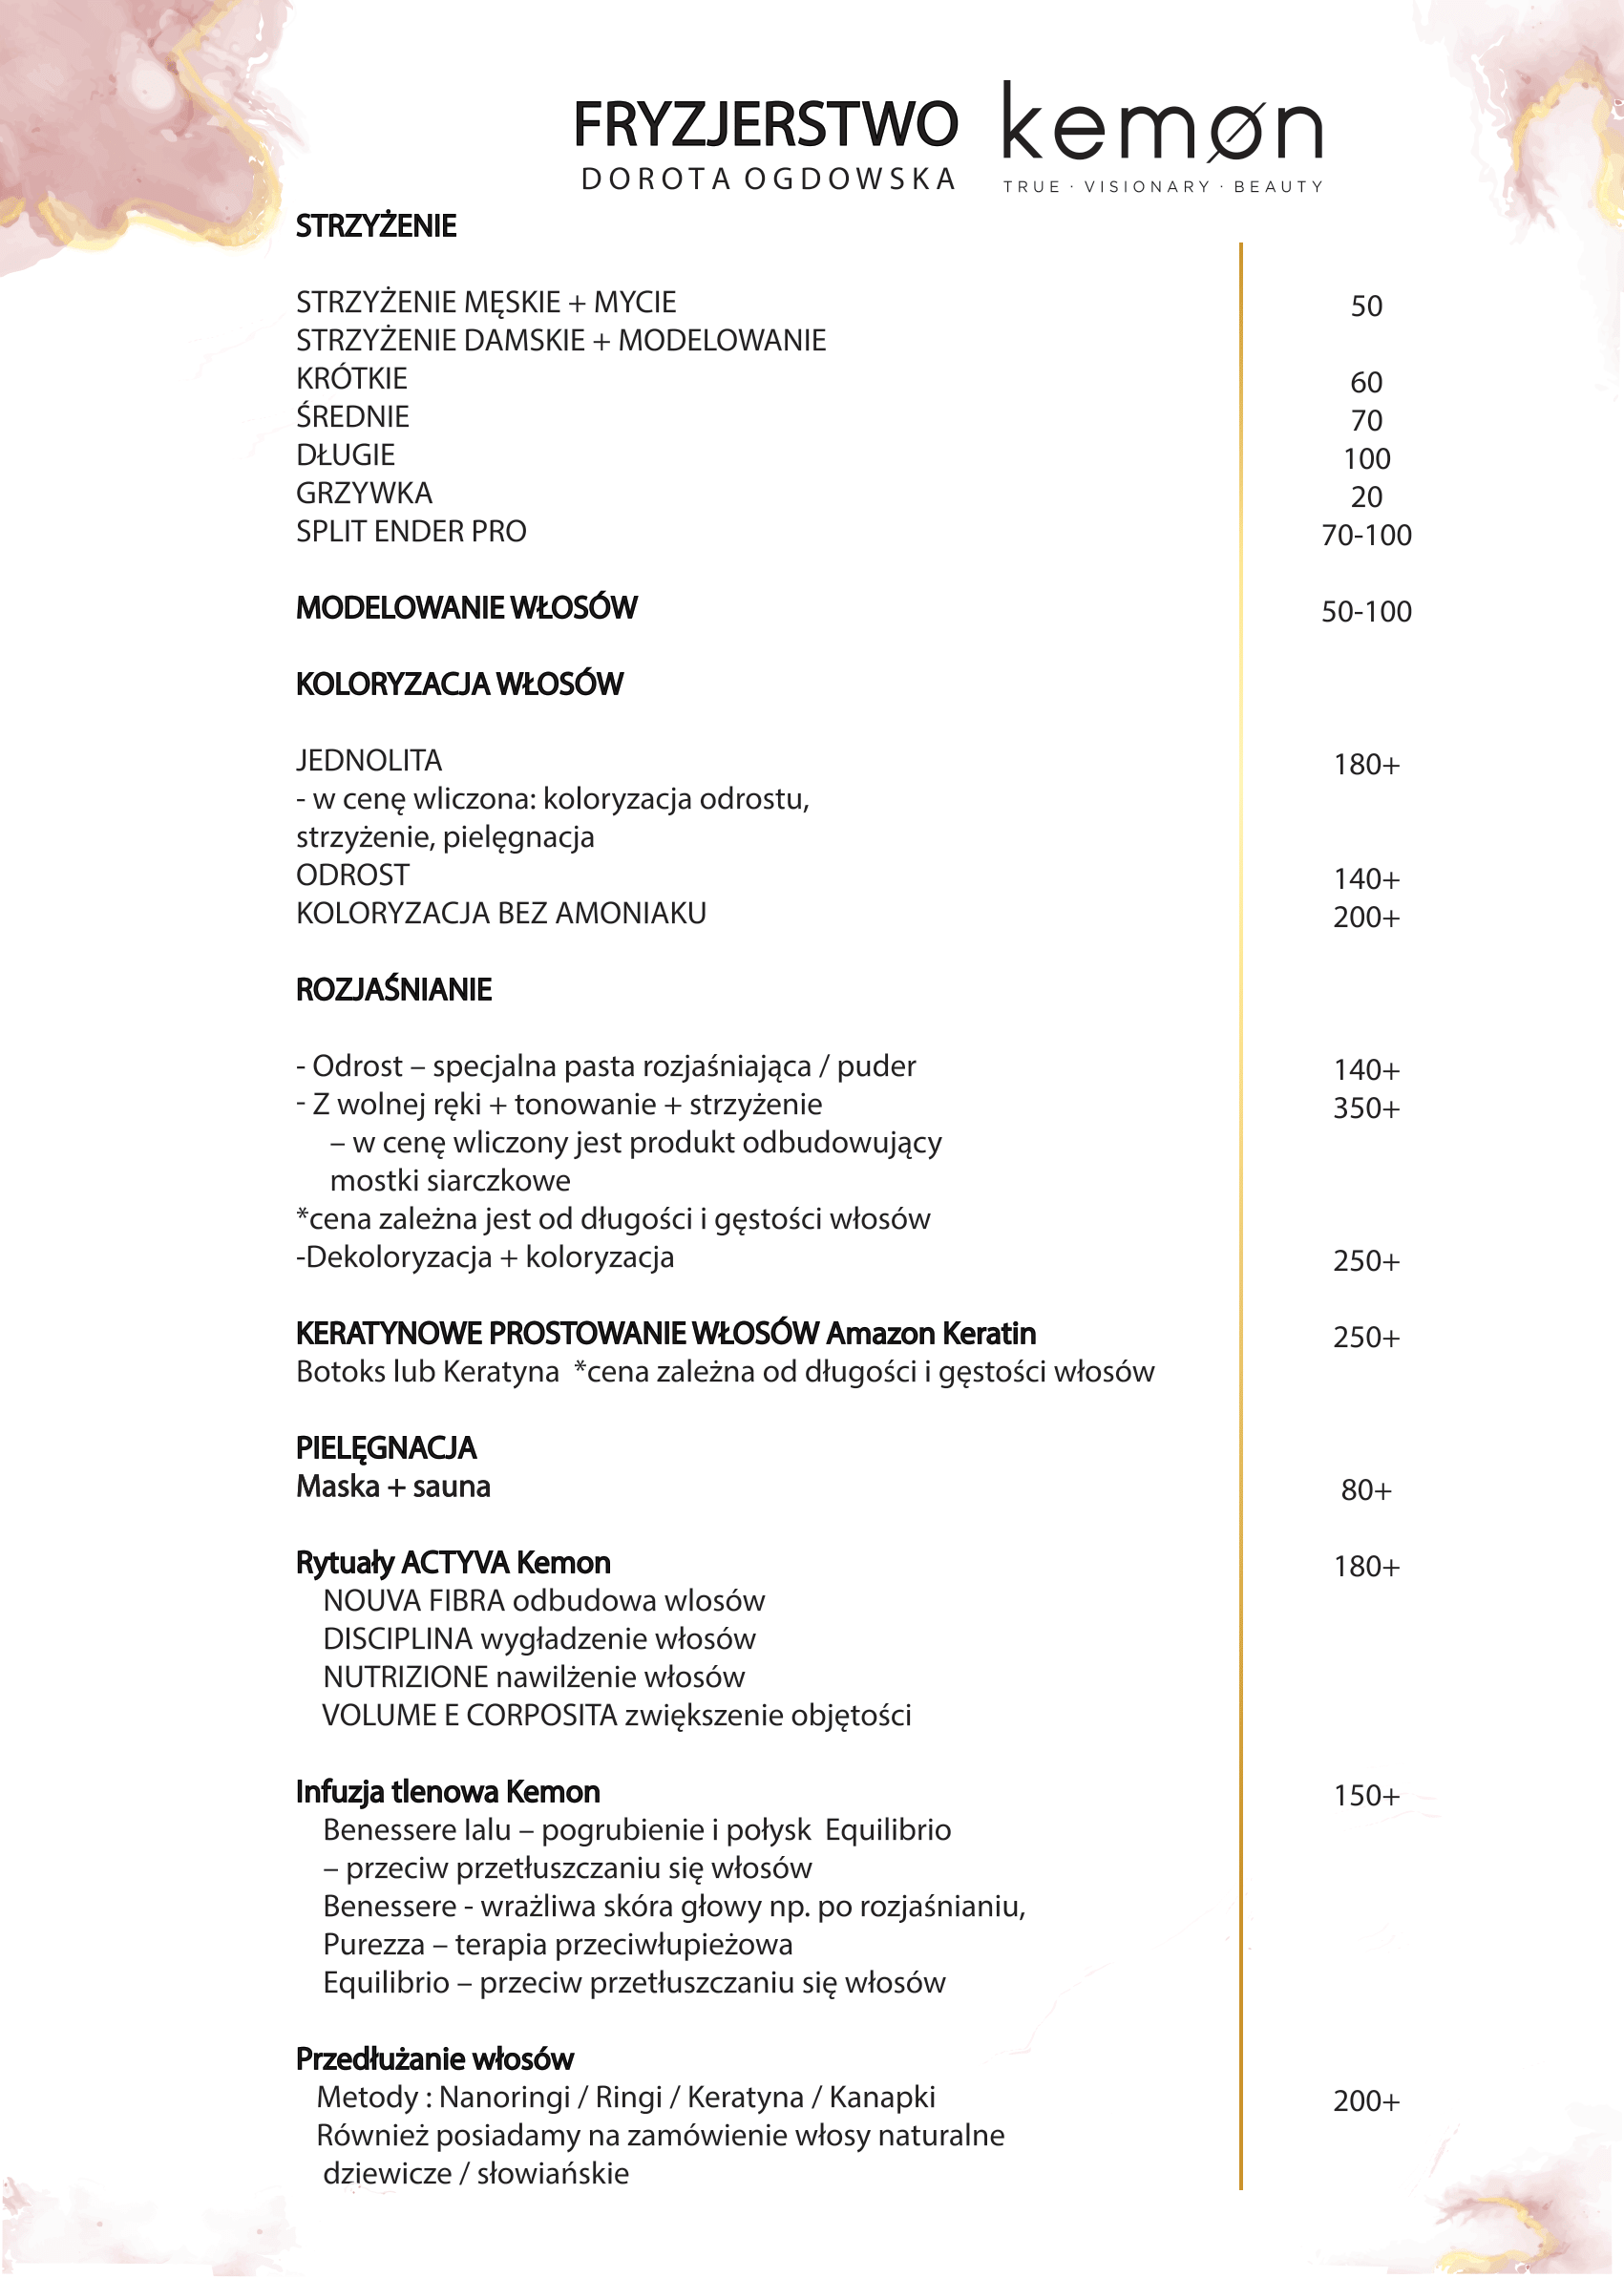 FRYZJERSTWO
DOROTA OGDOWSKA
kemøn
TRUE · VISIONARY · BEAUTY
STRZYŻENIE
STRZYŻENIE MĘSKIE + MYCIE 50
STRZYŻENIE DAMSKIE + MODELOWANIE
KRÓTKIE 60
ŚREDNIE 70
DŁUGIE 100
GRZYWKA 20
SPLIT ENDER PRO 70-100
MODELOWANIE WŁOSÓW 50-100
KOLORYZACJA WŁOSÓW
JEDNOLITA 180+
- w cenę wliczona: koloryzacja odrostu,
strzyżenie, pielęgnacja
ODROST 140+
KOLORYZACJA BEZ AMONIAKU 200+
ROZJAŚNIANIE
- Odrost – specjalna pasta rozjaśniająca / puder 140+
- Z wolnej ręki + tonowanie + strzyżenie 350+
– w cenę wliczony jest produkt odbudowujący
mostki siarczkowe
*cena zależna jest od długości i gęstości włosów
-Dekoloryzacja + koloryzacja 250+
KERATYNOWE PROSTOWANIE WŁOSÓW Amazon Keratin 250+
Botoks lub Keratyna *cena zależna od długości i gęstości włosów
PIELĘGNACJA
Maska + sauna 80+
Rytuały ACTYVA Kemon 180+
NOUVA FIBRA odbudowa wlosów
DISCIPLINA wygładzenie włosów
NUTRIZIONE nawilżenie włosów
VOLUME E CORPOSITA zwiększenie objętości
Infuzja tlenowa Kemon 150+
Benessere lalu – pogrubienie i połysk Equilibrio
– przeciw przetłuszczaniu się włosów
Benessere - wrażliwa skóra głowy np. po rozjaśnianiu,
Purezza – terapia przeciwłupieżowa
Equilibrio – przeciw przetłuszczaniu się włosów
Przedłużanie włosów
Metody : Nanoringi / Ringi / Keratyna / Kanapki 200+
Również posiadamy na zamówienie włosy naturalne
dziewicze / słowiańskie